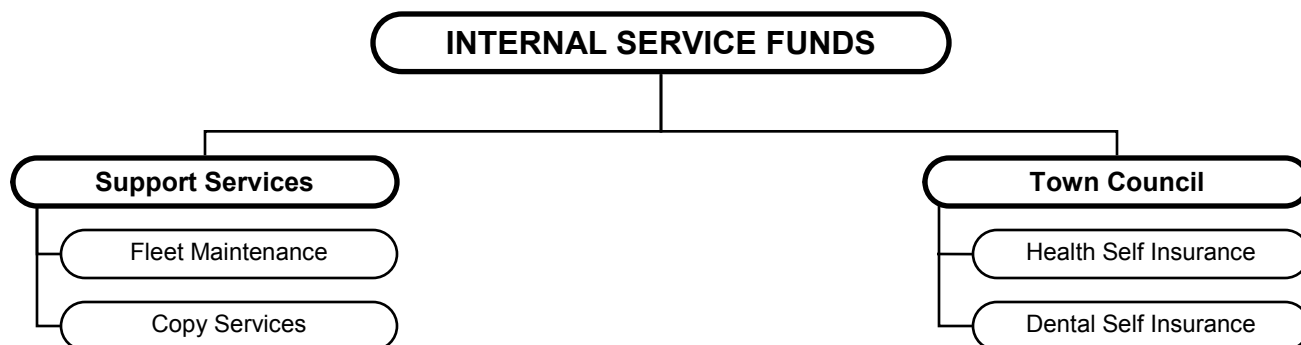 INTERNAL SERVICE FUNDS
Support Services
Fleet Maintenance
Copy Services
Town Council
Health Self Insurance
Dental Self Insurance